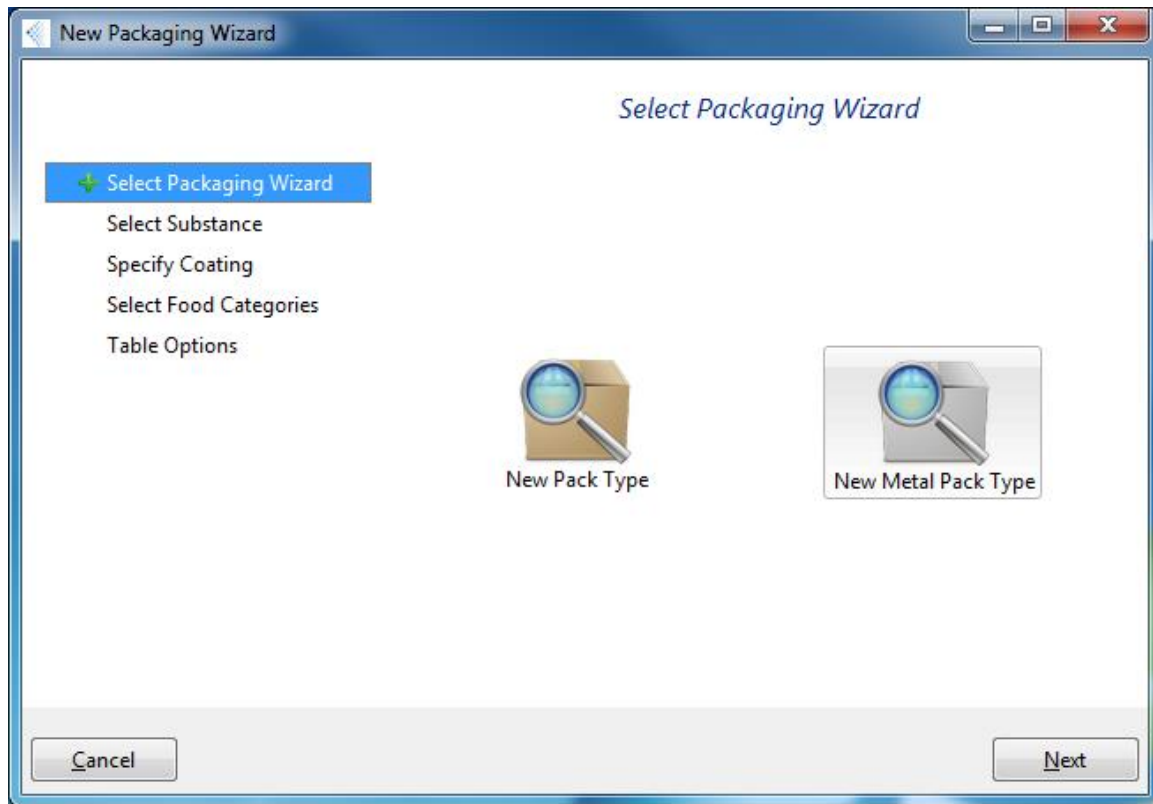 New Packaging Wizard
Select Packaging Wizard
Select Packaging Wizard
Select Substance
Specify Coating
Select Food Categories
Table Options
New Pack Type
New Metal Pack Type
Cancel
Next